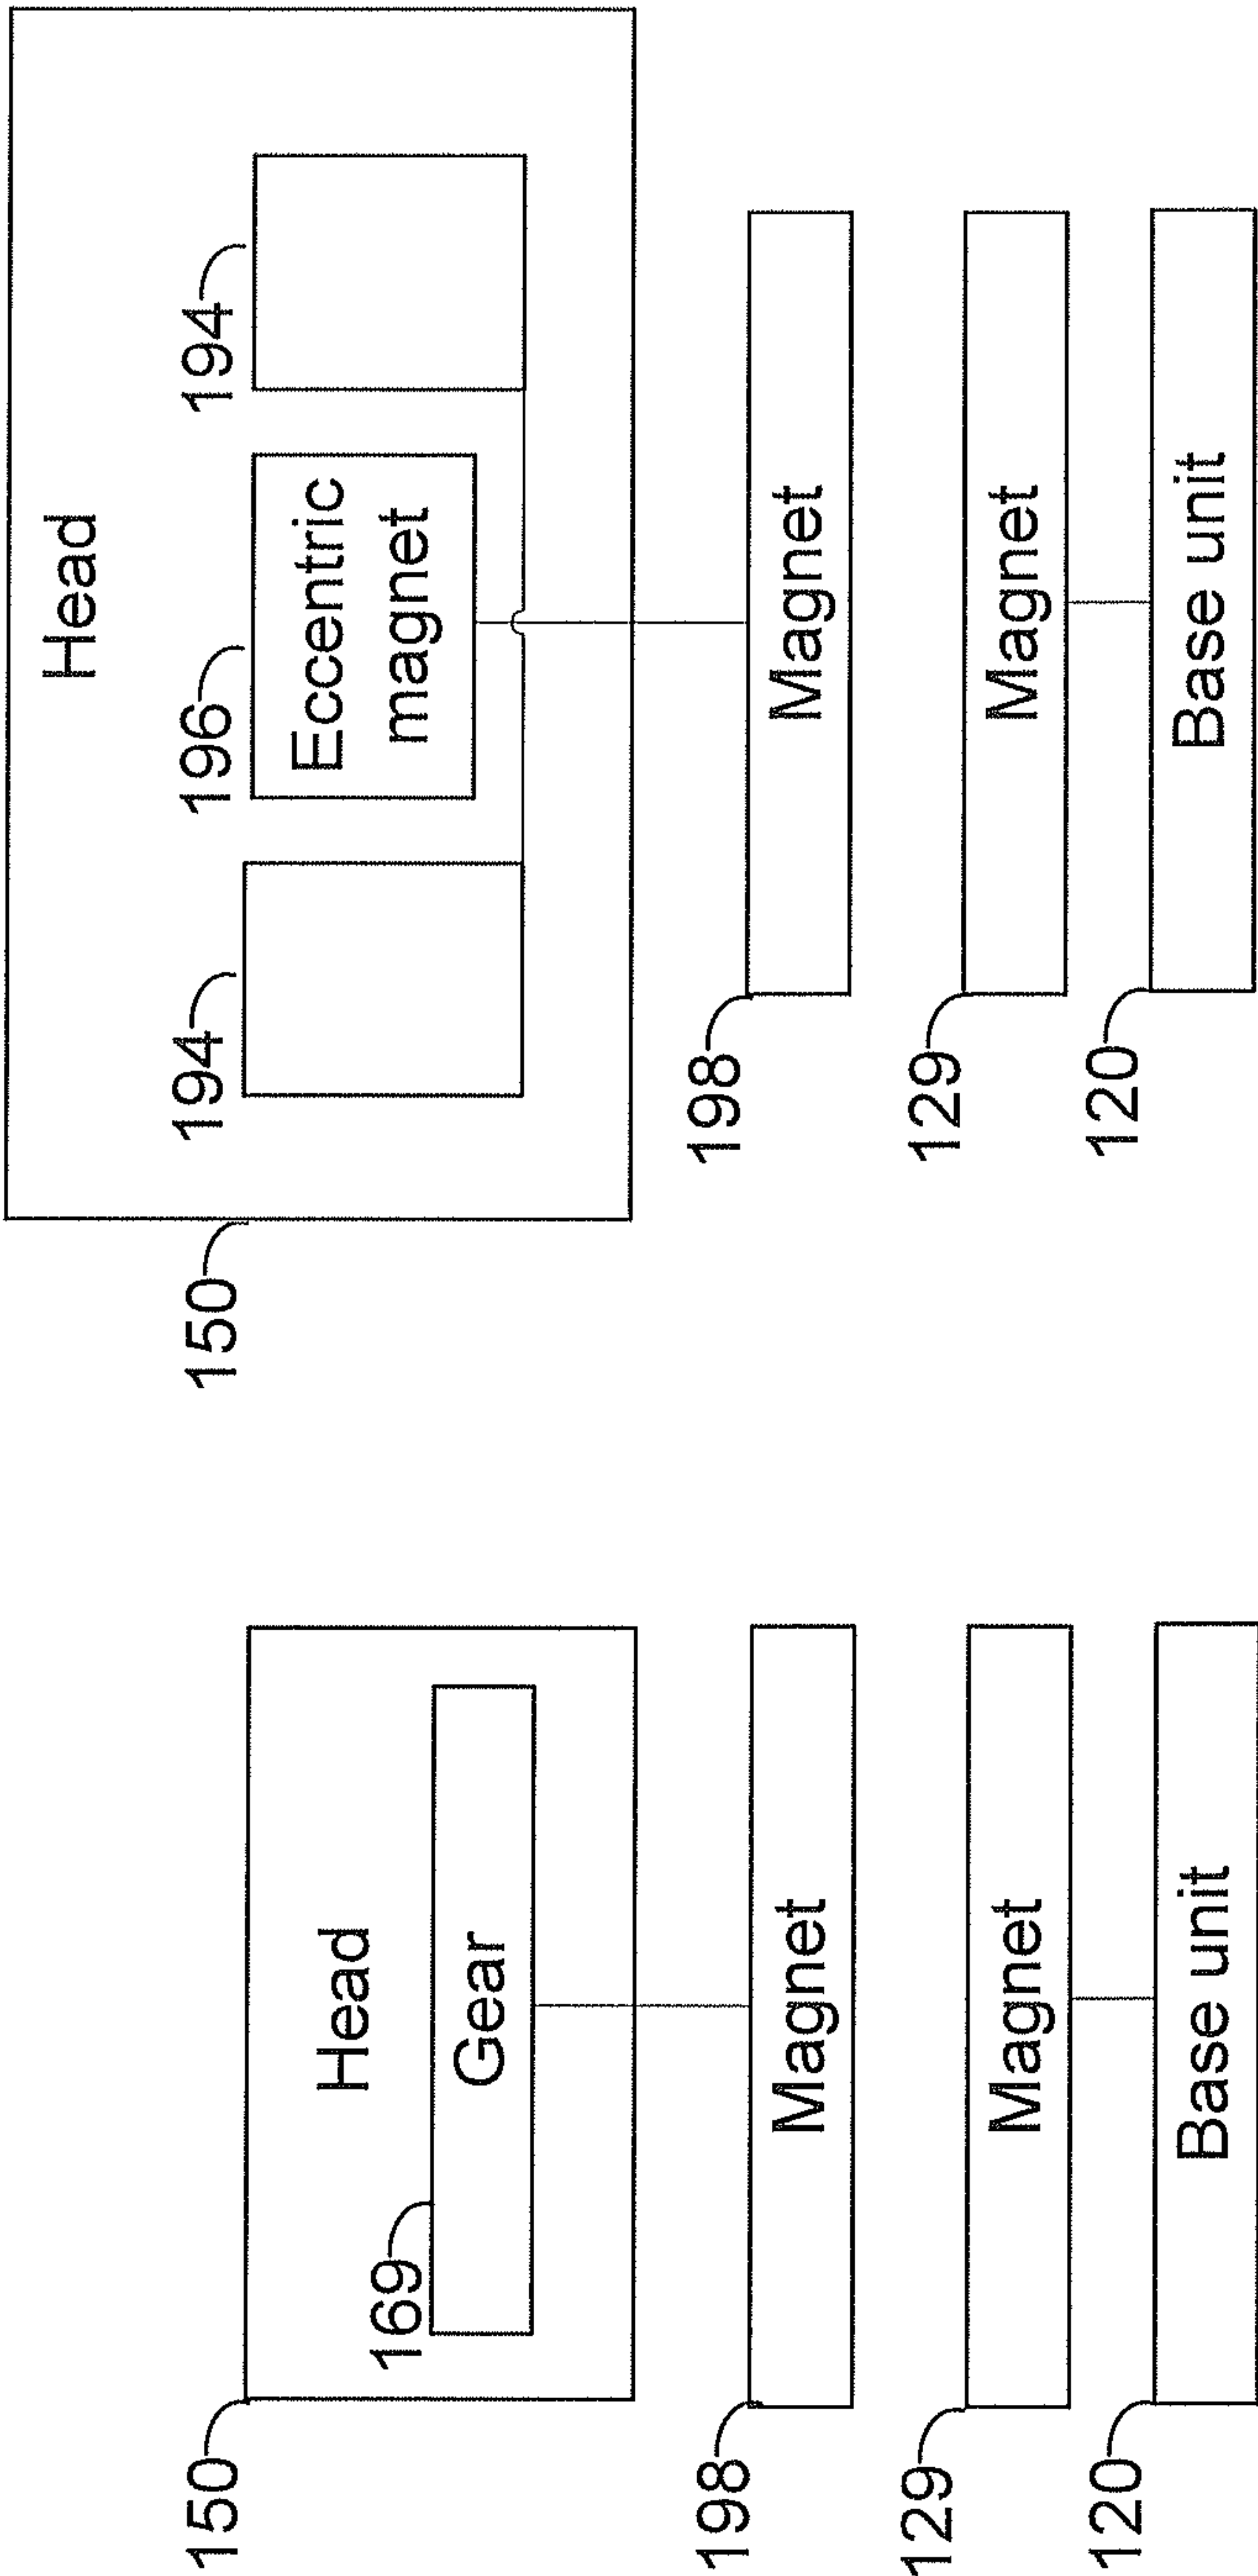 150
Head
169
Gear
198
Magnet
129
Magnet
120
Base unit
150
Head
194
196
194
Eccentric
magnet
198
Magnet
129
Magnet
120
Base unit